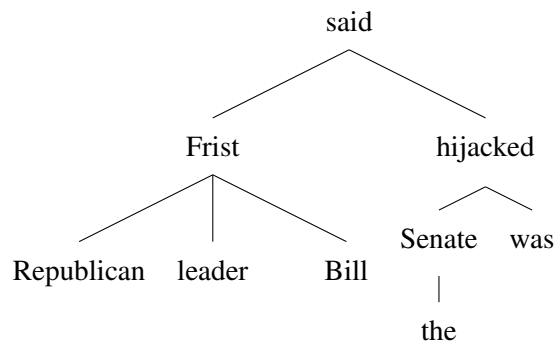 said
Frist hijacked
Republican leader Bill Senate was
the